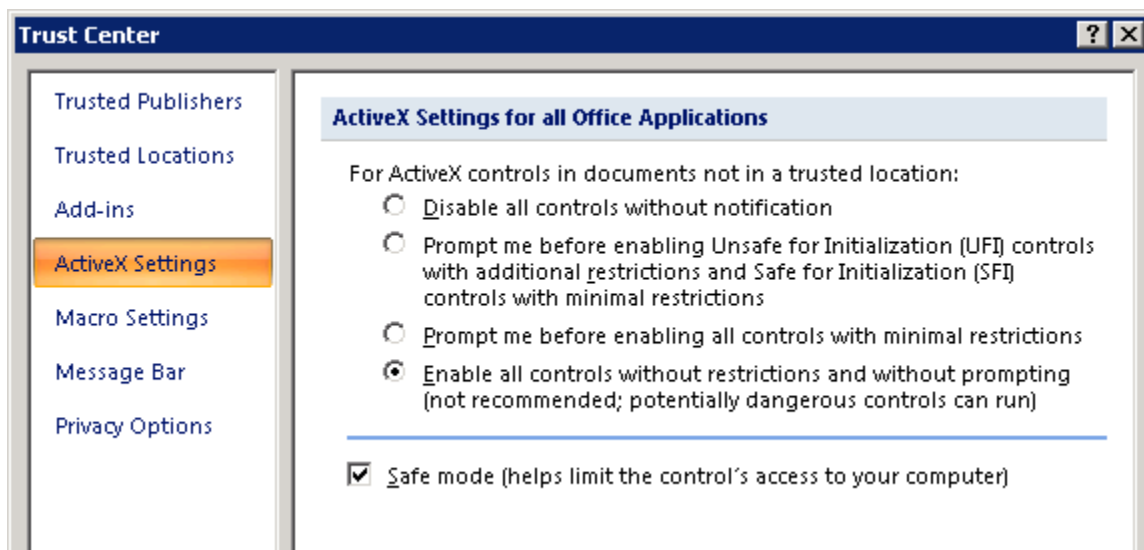 Trust Center
Trusted Publishers
Trusted Locations
Add-ins
ActiveX Settings
Macro Settings
Message Bar
Privacy Options
ActiveX Settings for all Office Applications
For ActiveX controls in documents not in a trusted location:
Disable all controls without notification
Prompt me before enabling Unsafe for Initialization (UFI) controls
with additional restrictions and Safe for Initialization (SFI)
controls with minimal restrictions
Prompt me before enabling all controls with minimal restrictions
Enable all controls without restrictions and without prompting
(not recommended; potentially dangerous controls can run)
Safe mode (helps limit the control's access to your computer)